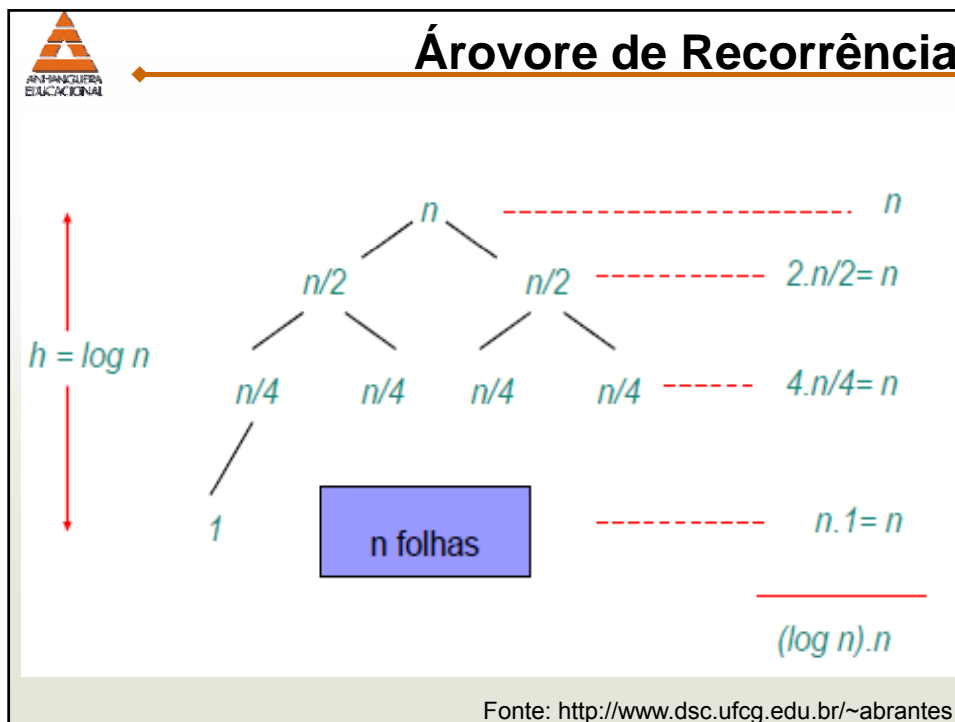 ANHANGUERA
EDUCACIONAL
Árovore de Recorrência
n n
n/2 n/2 2.n/2= n
h = log n
n/4 n/4 n/4 n/4 4.n/4= n
1 n folhas n.1= n
(log n).n
Fonte: http://www.dsc.ufcg.edu.br/~abrantes